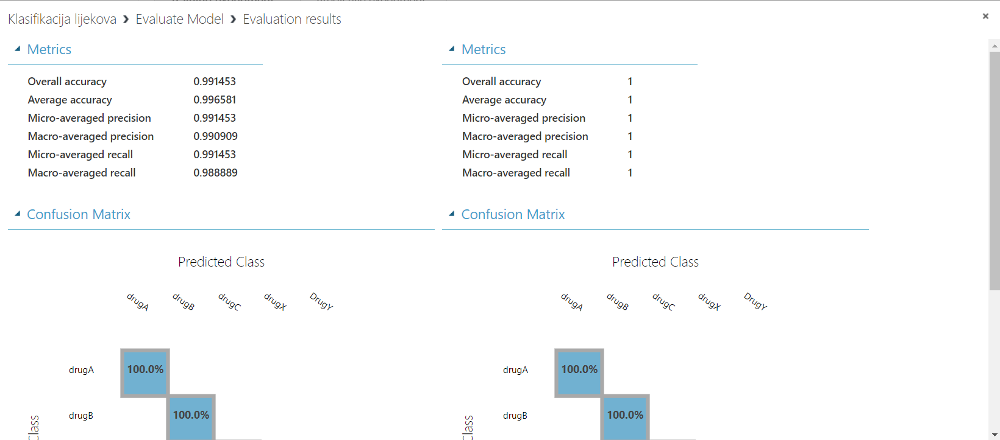 Klasifikacija lijekova > Evaluate Model > Evaluation results
Metrics
Overall accuracy 0.991453
Average accuracy 0.996581
Micro-averaged precision 0.991453
Macro-averaged precision 0.990909
Micro-averaged recall 0.991453
Macro-averaged recall 0.988889
Confusion Matrix
Predicted Class
drugA drugB drugC drugX DrugY
drugA 100.0%
drugB 100.0%
Class
Metrics
Overall accuracy 1
Average accuracy 1
Micro-averaged precision 1
Macro-averaged precision 1
Micro-averaged recall 1
Macro-averaged recall 1
Confusion Matrix
Predicted Class
drugA drugB drugC drugX DrugY
drugA 100.0%
drugB 100.0%
Class